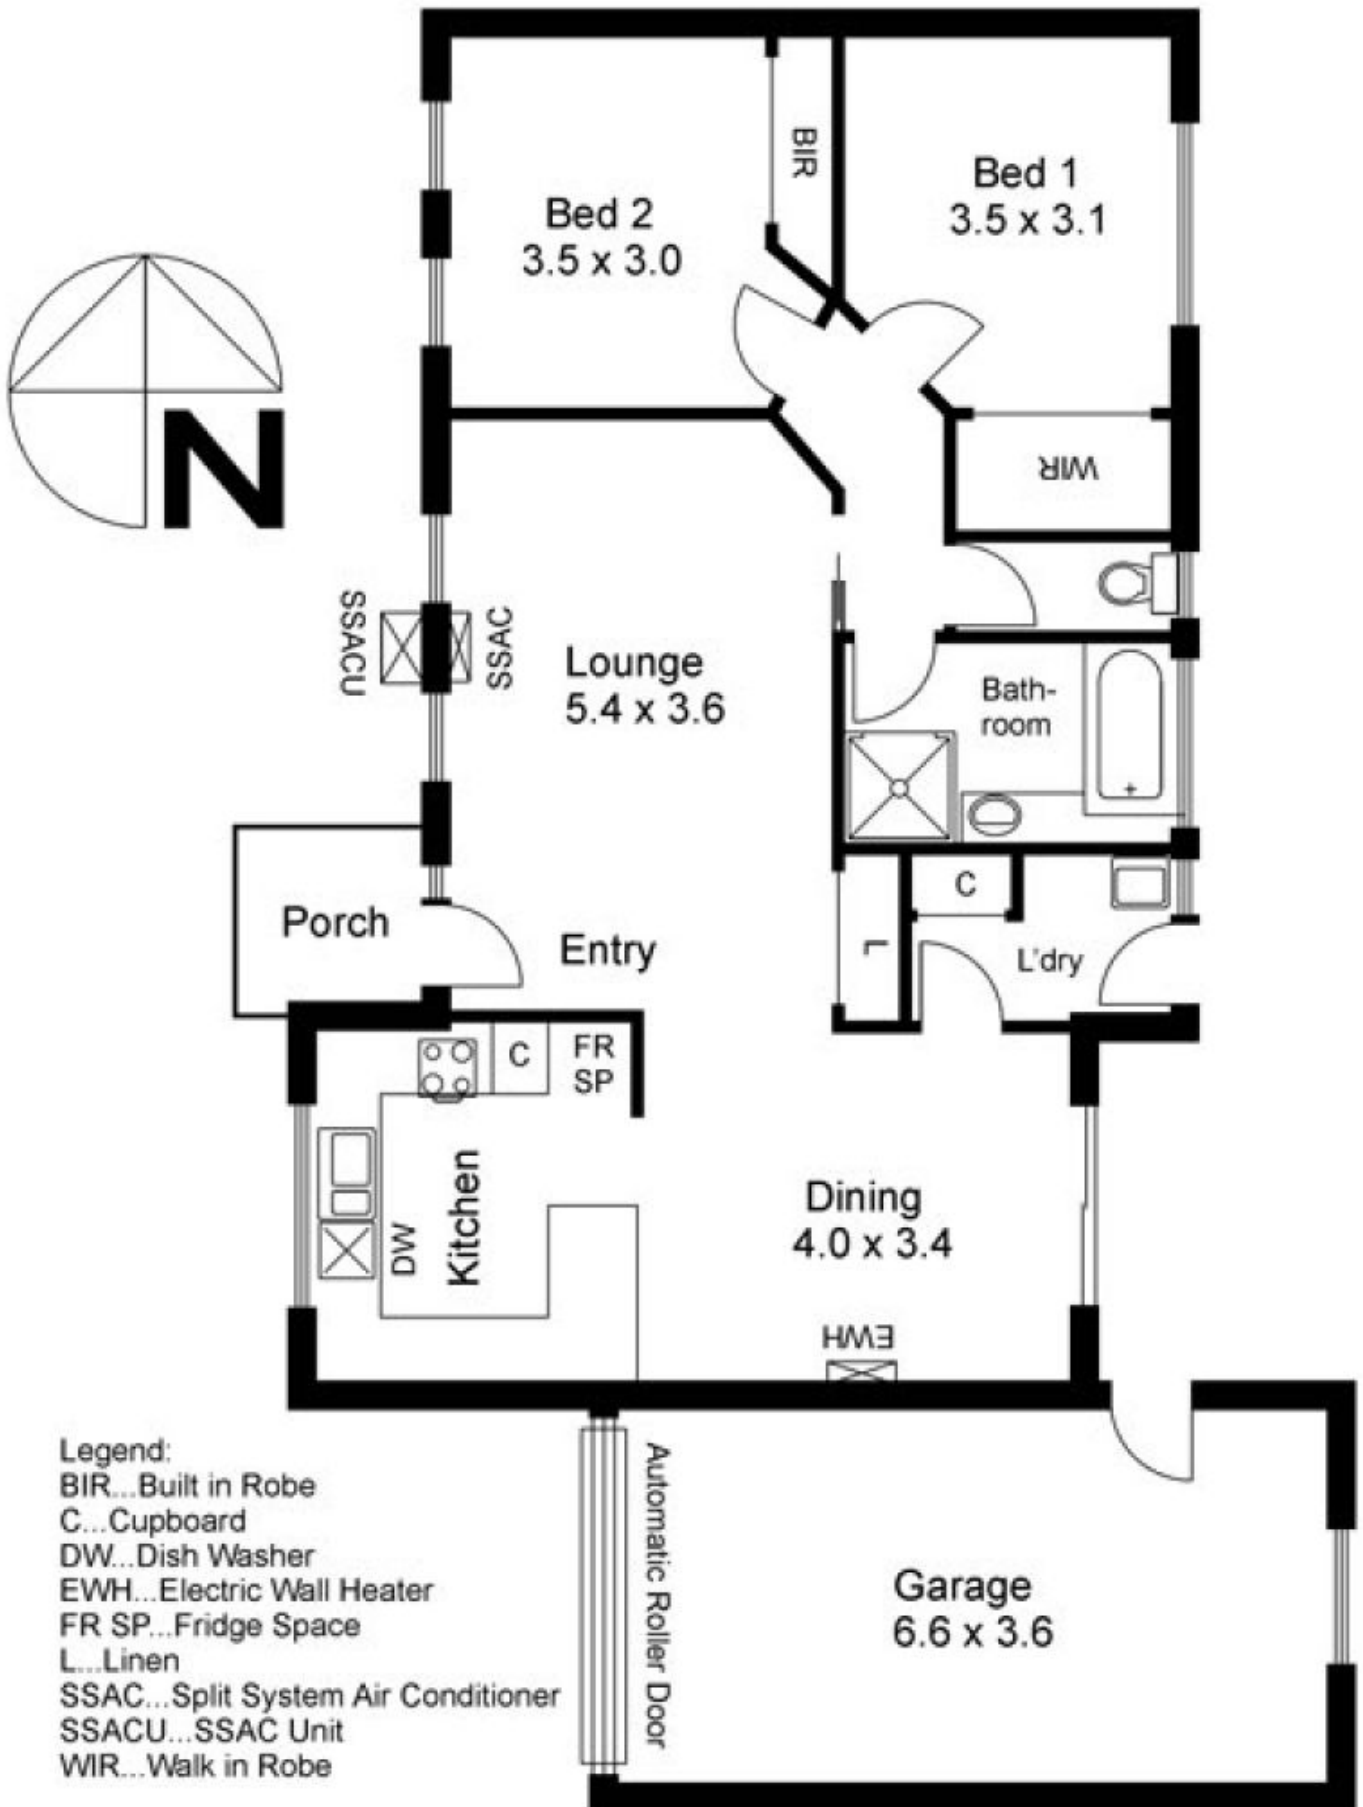 BIR
Bed 1
3.5 x 3.1
Bed 2
3.5 x 3.0
N
WIR
SSACU
SSAC
Lounge
5.4 x 3.6
Bath-
room
Porch
Entry
C
L
L'dry
C
FR
SP
Kitchen
DW
Dining
4.0 x 3.4
EWH
Automatic Roller Door
Garage
6.6 x 3.6
Legend:
BIR...Built in Robe
C...Cupboard
DW...Dish Washer
EWH...Electric Wall Heater
FR SP...Fridge Space
L...Linen
SSAC...Split System Air Conditioner
SSACU...SSAC Unit
WIR...Walk in Robe